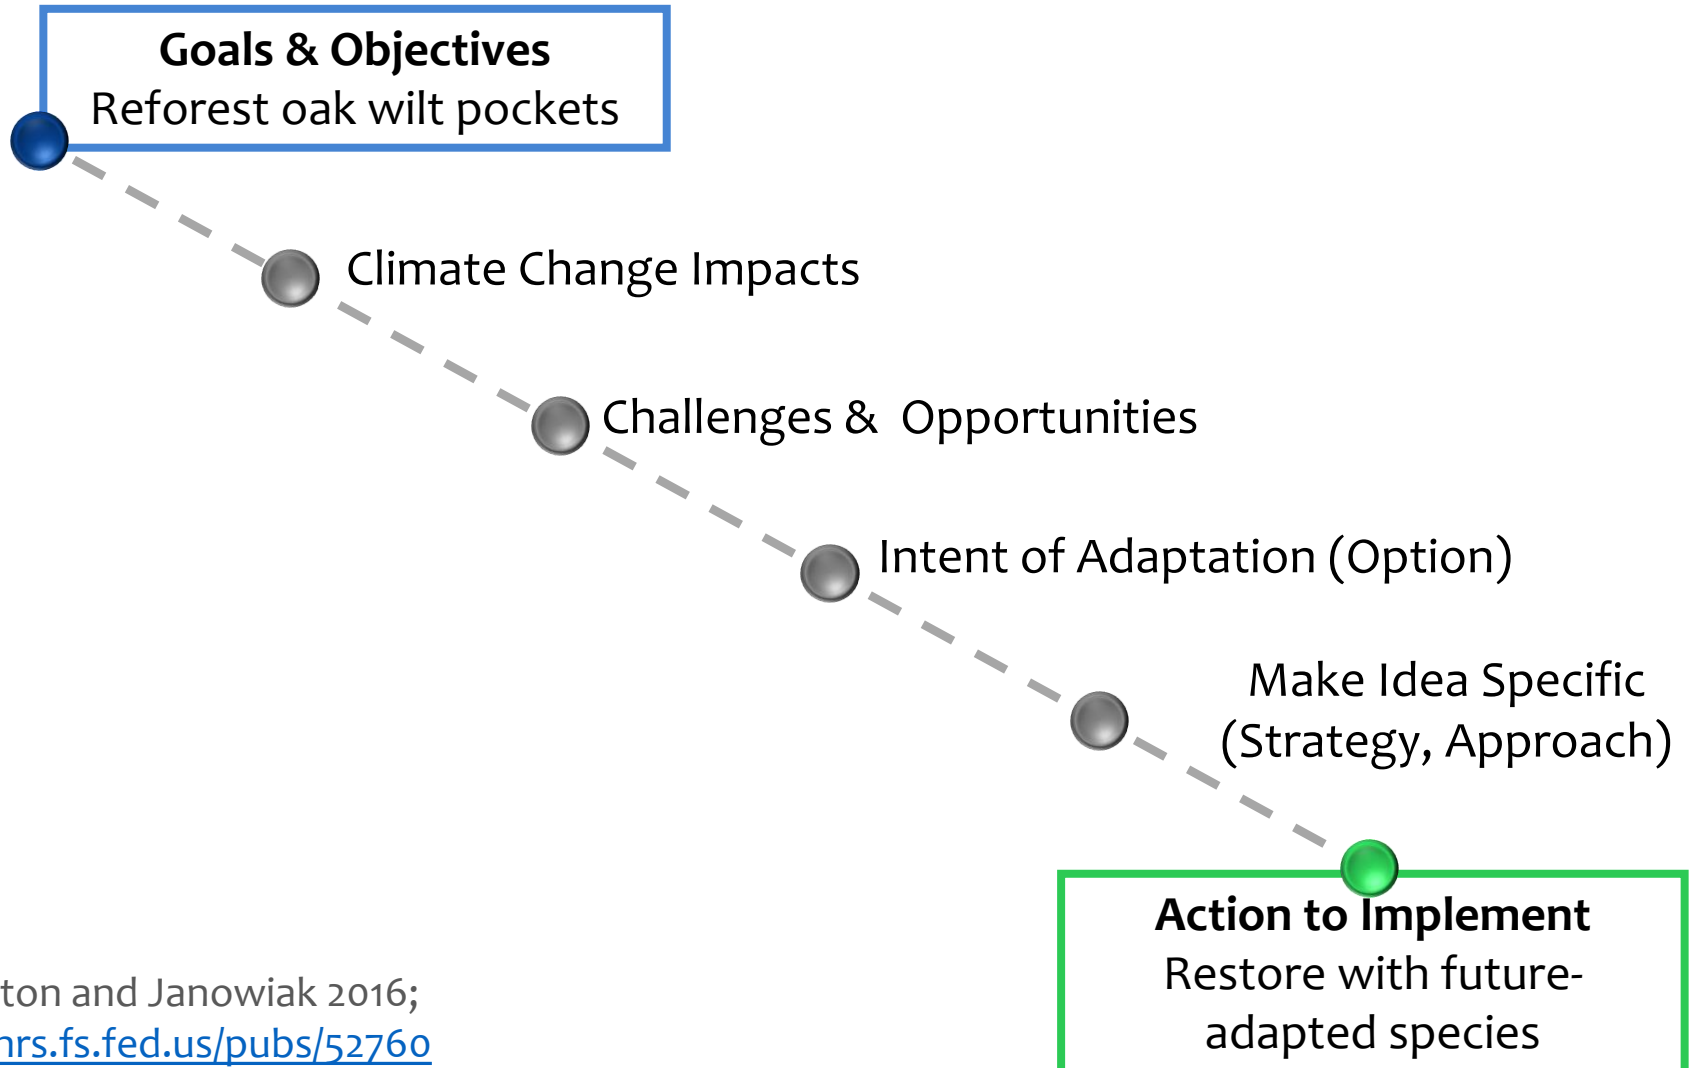 Goals & Objectives
Reforest oak wilt pockets
Climate Change Impacts
Challenges & Opportunities
Intent of Adaptation (Option)
Make Idea Specific
(Strategy, Approach)
Action to Implement
Restore with future-
adapted species
and Janowiak 2016;
nrs.fs.fed.us/pubs/52760